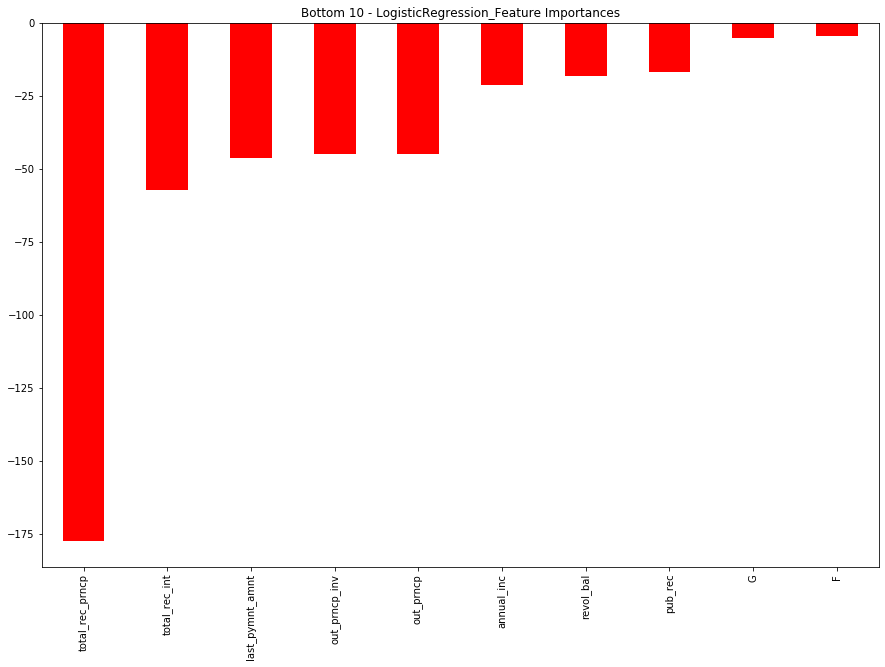 Bottom 10 - LogisticRegression_Feature Importances
0
−25
−50
−75
−100
−125
−150
−175
total_rec_prncp
total_rec_int
last_pymnt_amnt
out_prncp_inv
out_prncp
annual_inc
revol_bal
pub_rec
G
F